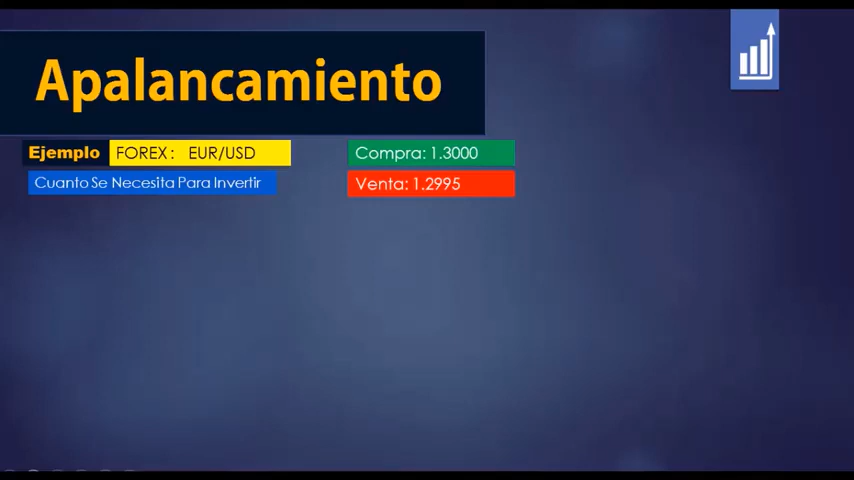 Apalancamiento
Ejemplo FOREX: EUR/USD
Compra: 1.3000
Cuanto Se Necesita Para Invertir
Venta: 1.2995